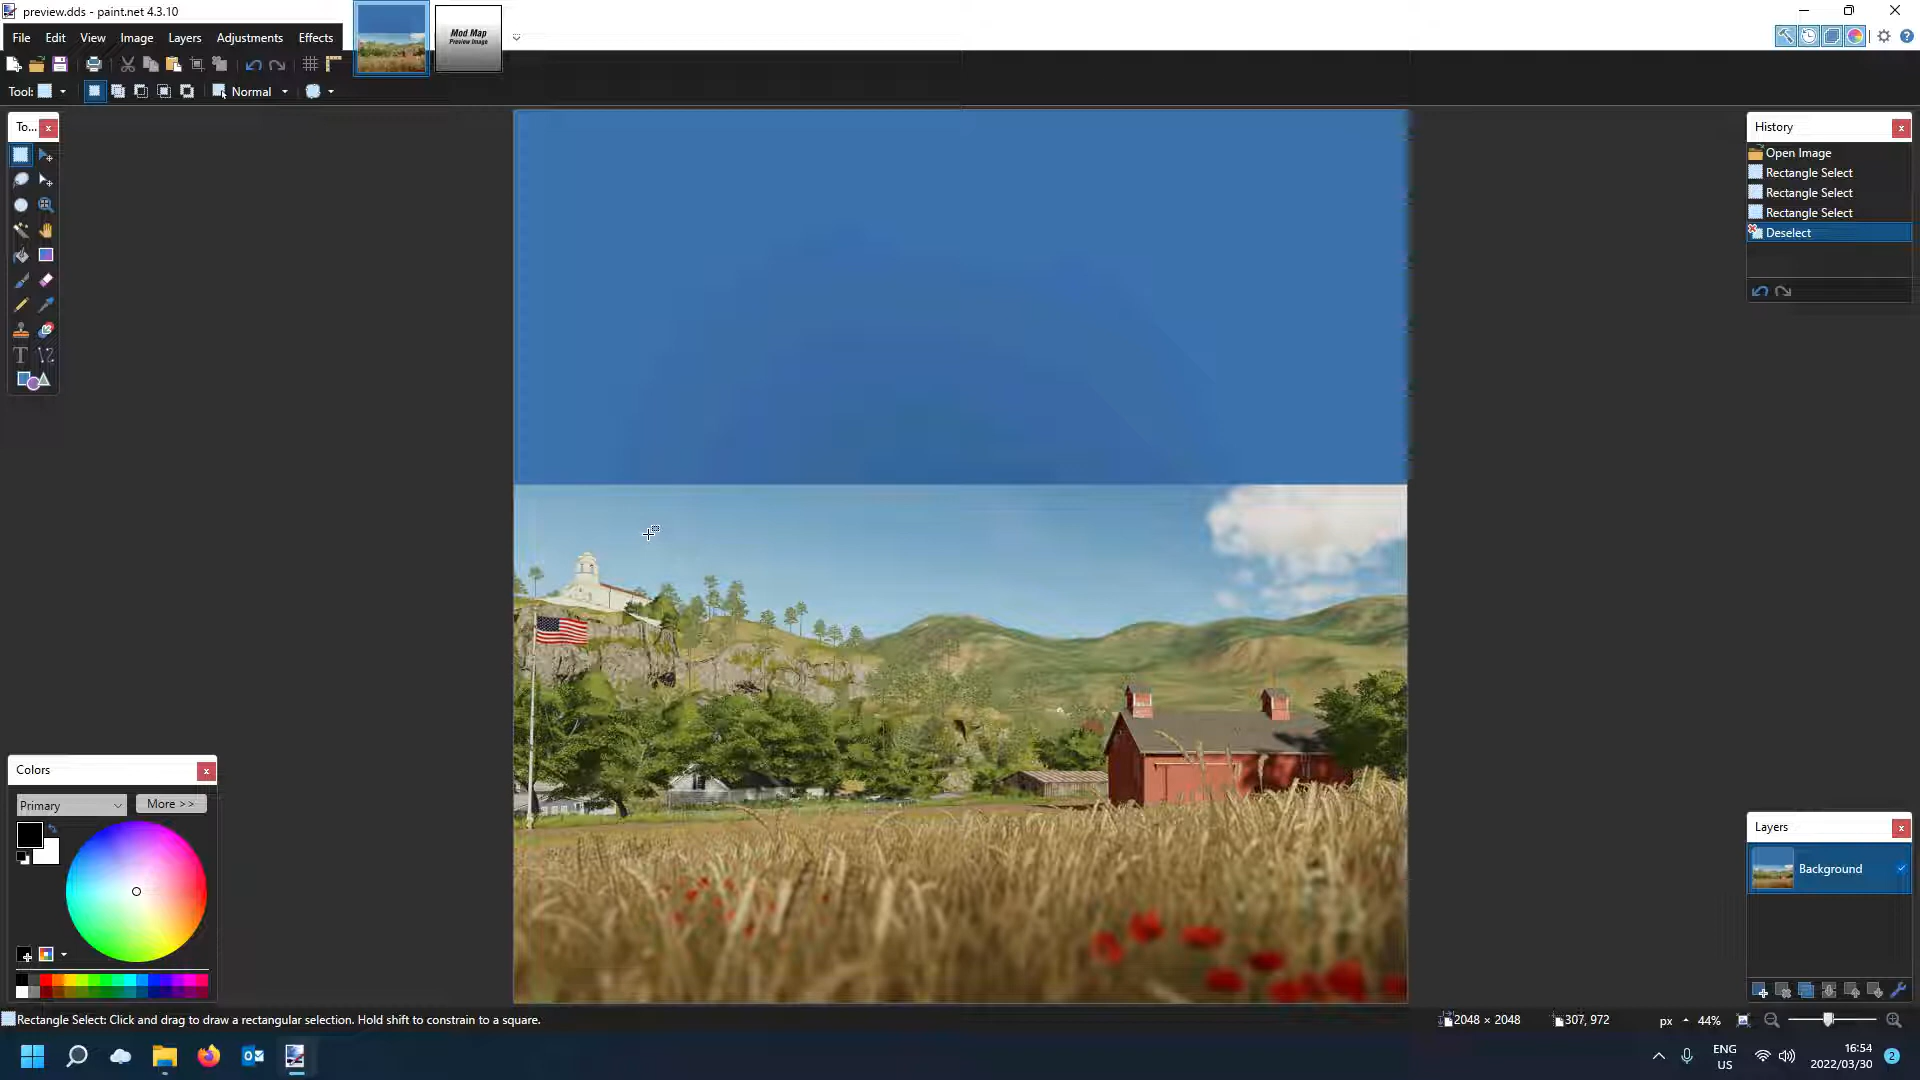 preview.dds - paint.net 4.3.10
File Edit View Image Layers Adjustments Effects
Mod Map
Preview Image
Tool: Normal
To...
History
Open Image
Rectangle Select
Rectangle Select
Rectangle Select
Deselect
Colors
Primary
More >>
Layers
Background
Rectangle Select: Click and drag to draw a rectangular selection. Hold shift to constrain to a square.
2048 × 2048
307, 972
px
44%
ENG
US
16:54
2022/03/30
2